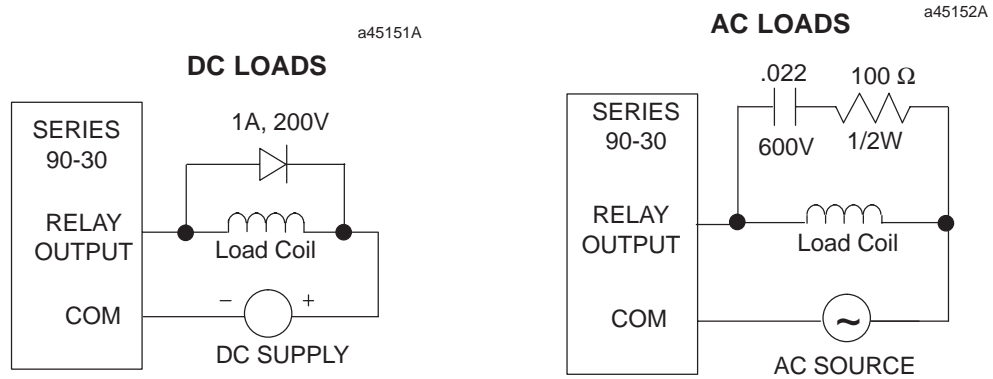 a45151A
DC LOADS
SERIES
90-30
1A, 200V
RELAY
OUTPUT
Load Coil
COM
− +
DC SUPPLY
a45152A
AC LOADS
.022 100 Ω
SERIES
90-30
600V 1/2W
RELAY
OUTPUT
Load Coil
COM
~
AC SOURCE